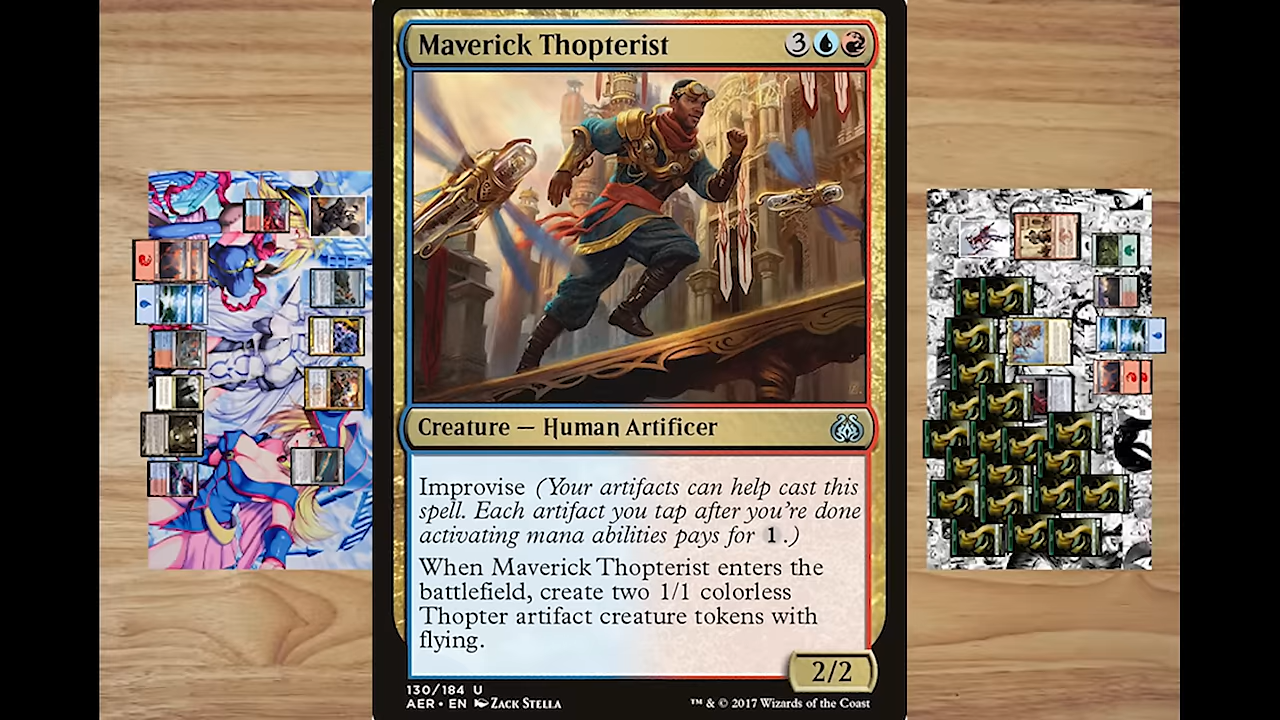 Maverick Thopterist 3
Creature — Human Artificer
Improvise (Your artifacts can help cast this
spell. Each artifact you tap after you're done
activating mana abilities pays for 1.)
When Maverick Thopterist enters the
battlefield, create two 1/1 colorless
Thopter artifact creature tokens with
flying.
2/2
130/184 U
AER • EN Zack Stella
™ & © 2017 Wizards of the Coast